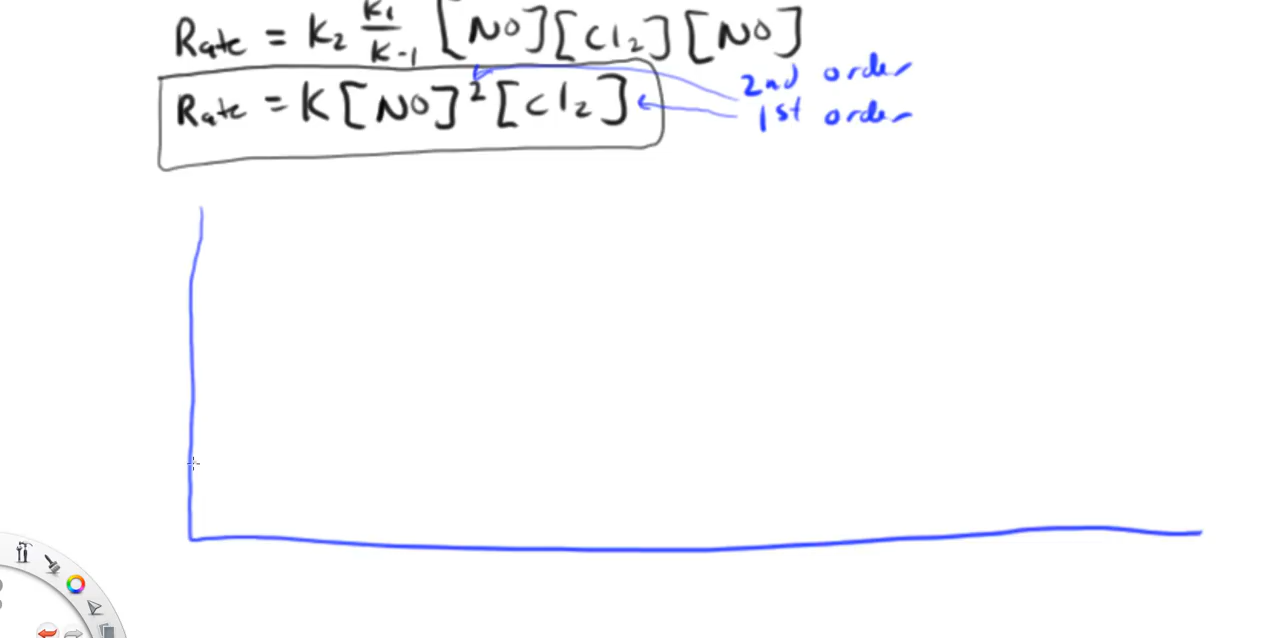 Rate = K₂ K₁/K₋₁ [NO][Cl₂][NO]
Rate = K[NO]²[Cl₂]
2nd order
1st order